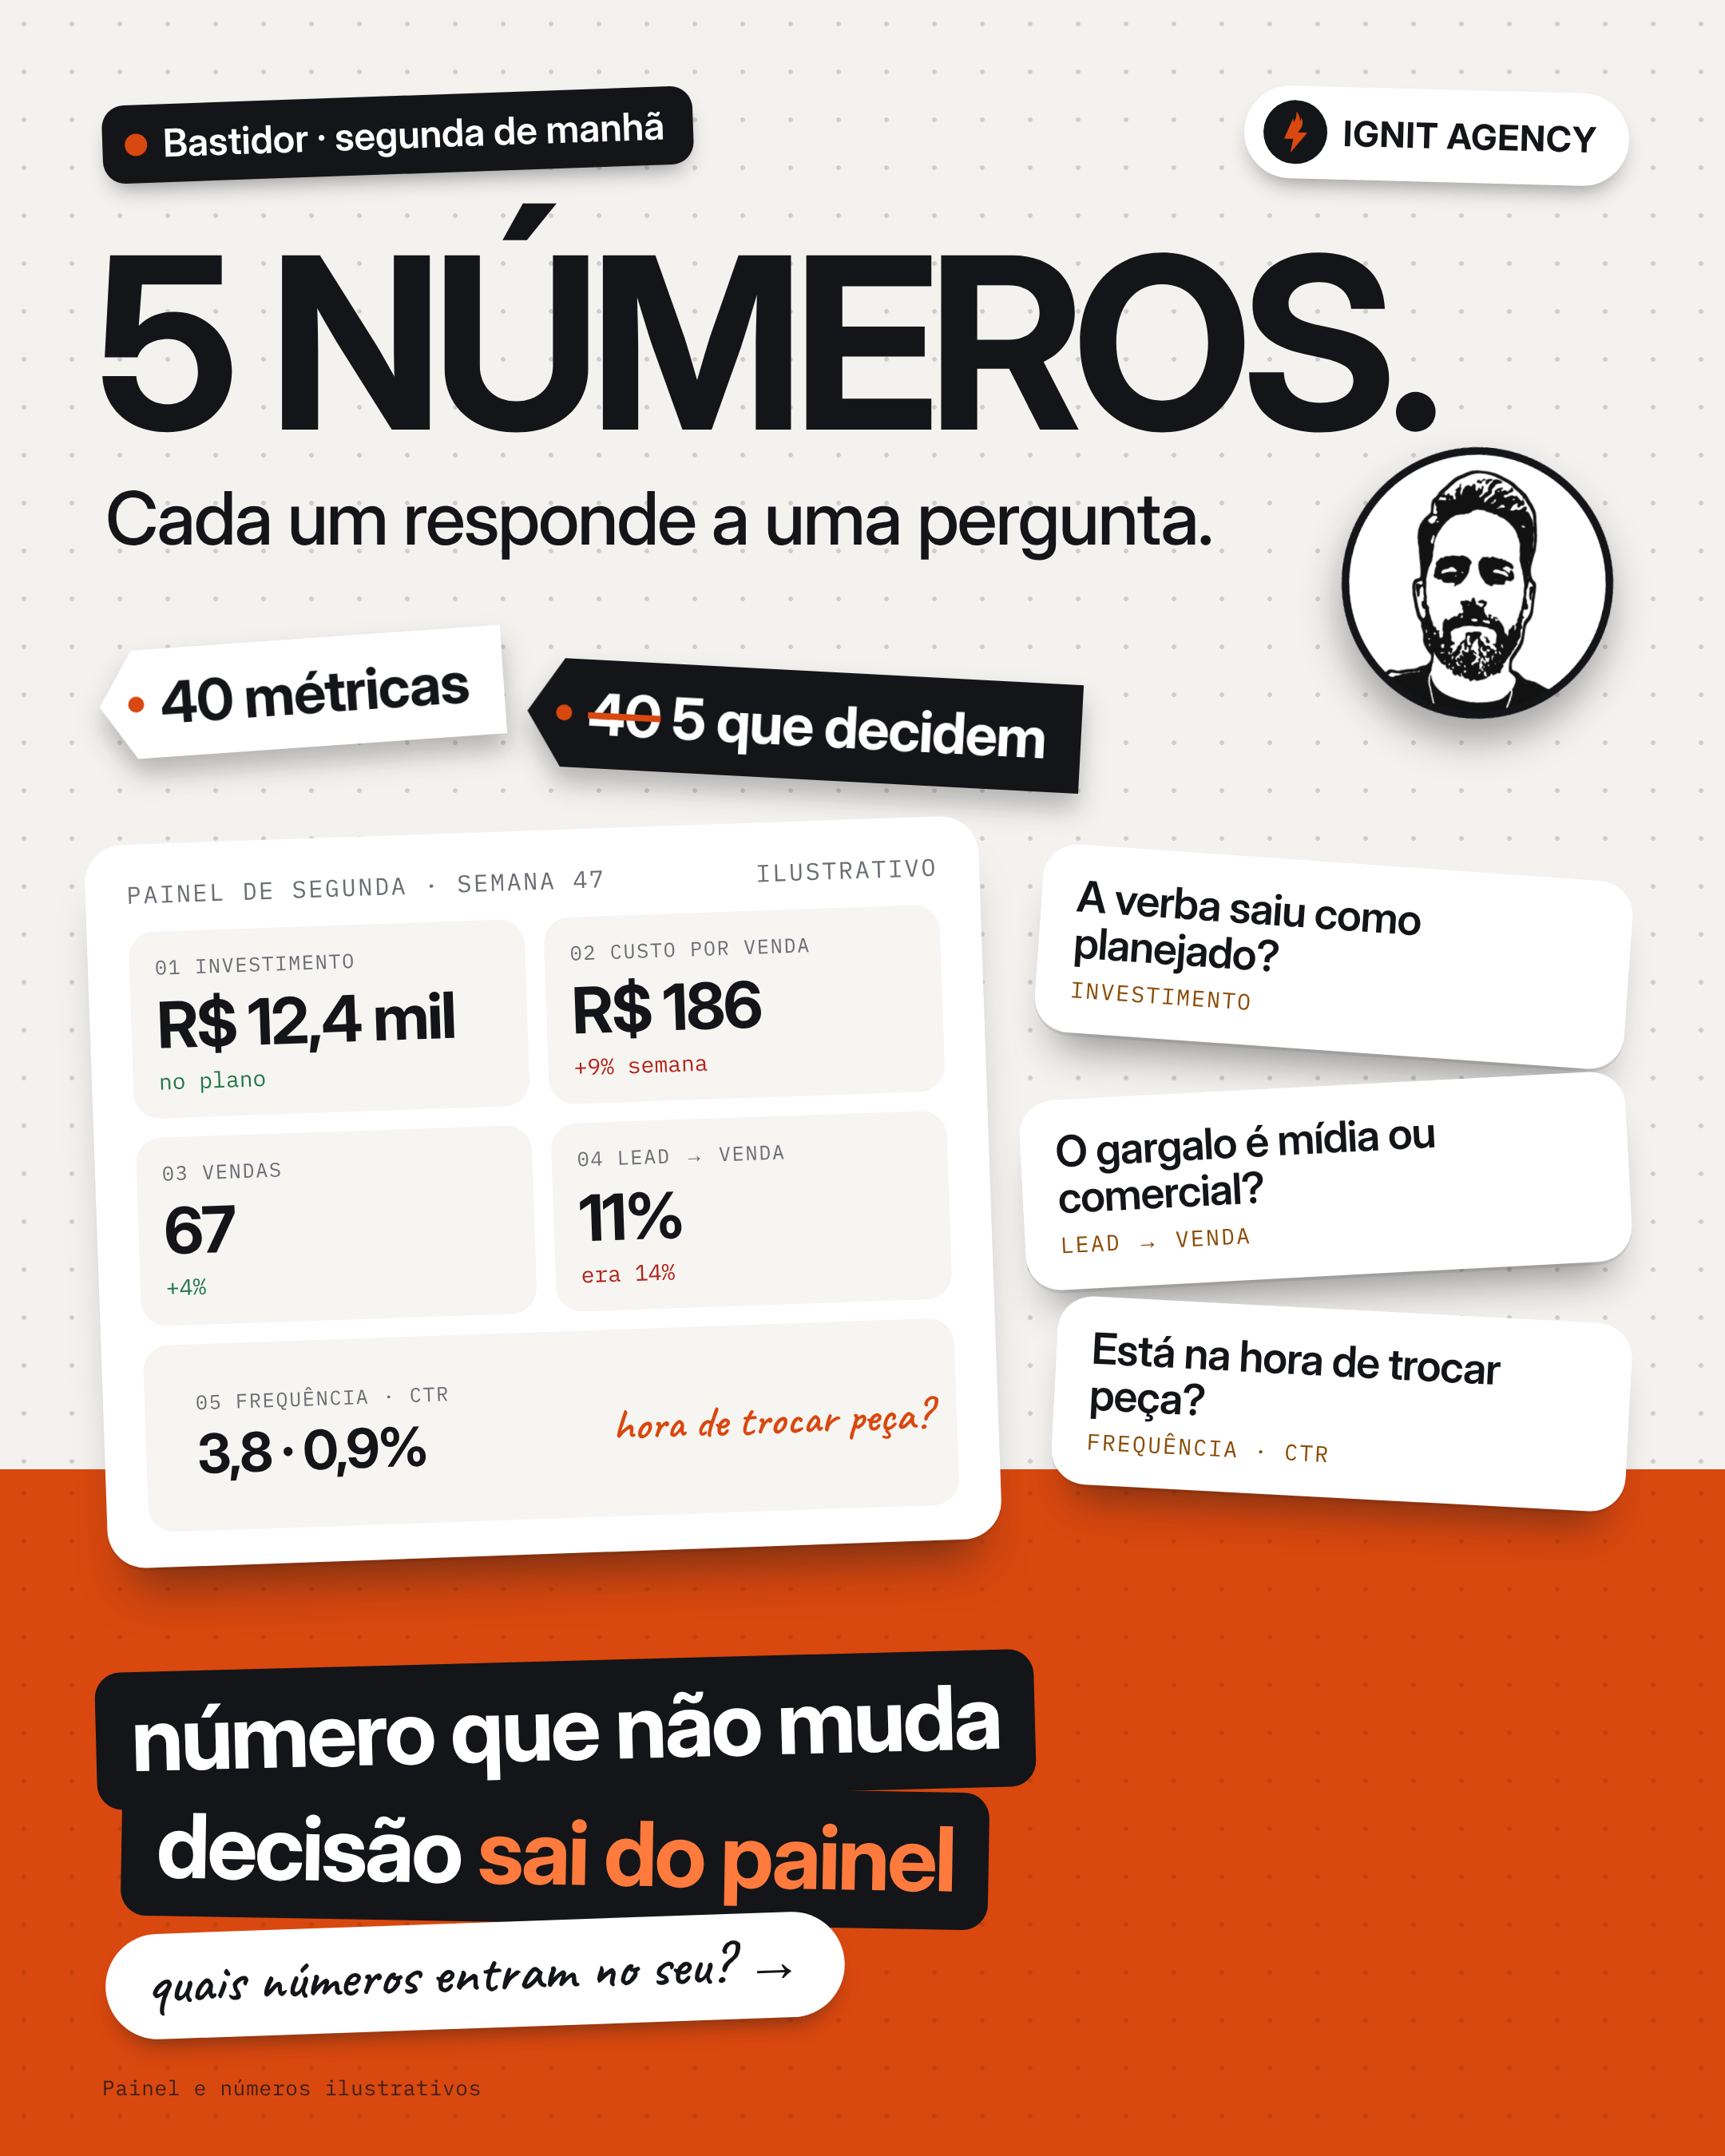 Bastidor · segunda de manhã
IGNIT AGENCY
5 NÚMEROS.
Cada um responde a uma pergunta.
40 métricas
40 5 que decidem
PAINEL DE SEGUNDA · SEMANA 47
ILUSTRATIVO
01 INVESTIMENTO
R$ 12,4 mil
no plano
02 CUSTO POR VENDA
R$ 186
+9% semana
03 VENDAS
67
+4%
04 LEAD → VENDA
11%
era 14%
05 FREQUÊNCIA · CTR
3,8 · 0,9%
hora de trocar peça?
A verba saiu como
planejado?
INVESTIMENTO
O gargalo é mídia ou
comercial?
LEAD → VENDA
Está na hora de trocar
peça?
FREQUÊNCIA · CTR
número que não muda
decisão sai do painel
quais números entram no seu? →
Painel e números ilustrativos